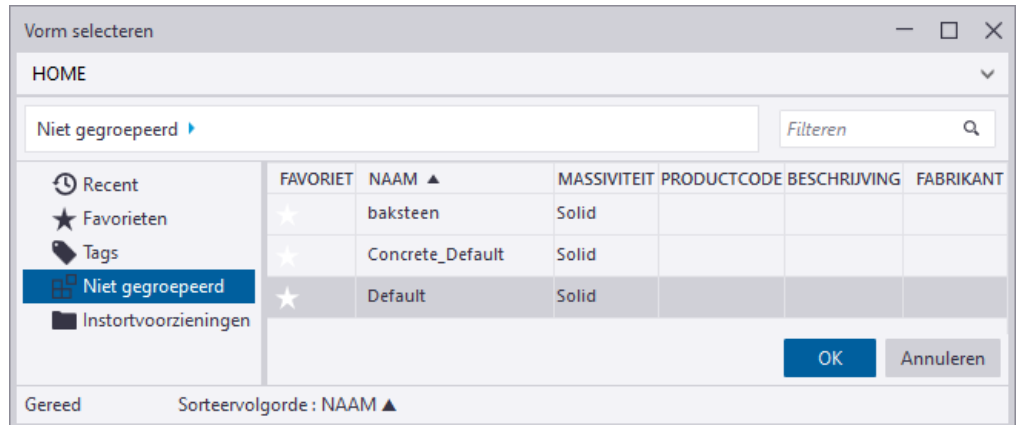 Vorm selecteren
HOME
Niet gegroepeerd
Filteren
Recent
Favorieten
Tags
Niet gegroepeerd
Instortvoorzieningen
FAVORIET NAAM ▲ MASSIVITEIT PRODUCTCODE BESCHRIJVING FABRIKANT
baksteen Solid
Concrete_Default Solid
Default Solid
OK Annuleren
Gereed Sorteervolgorde : NAAM ▲